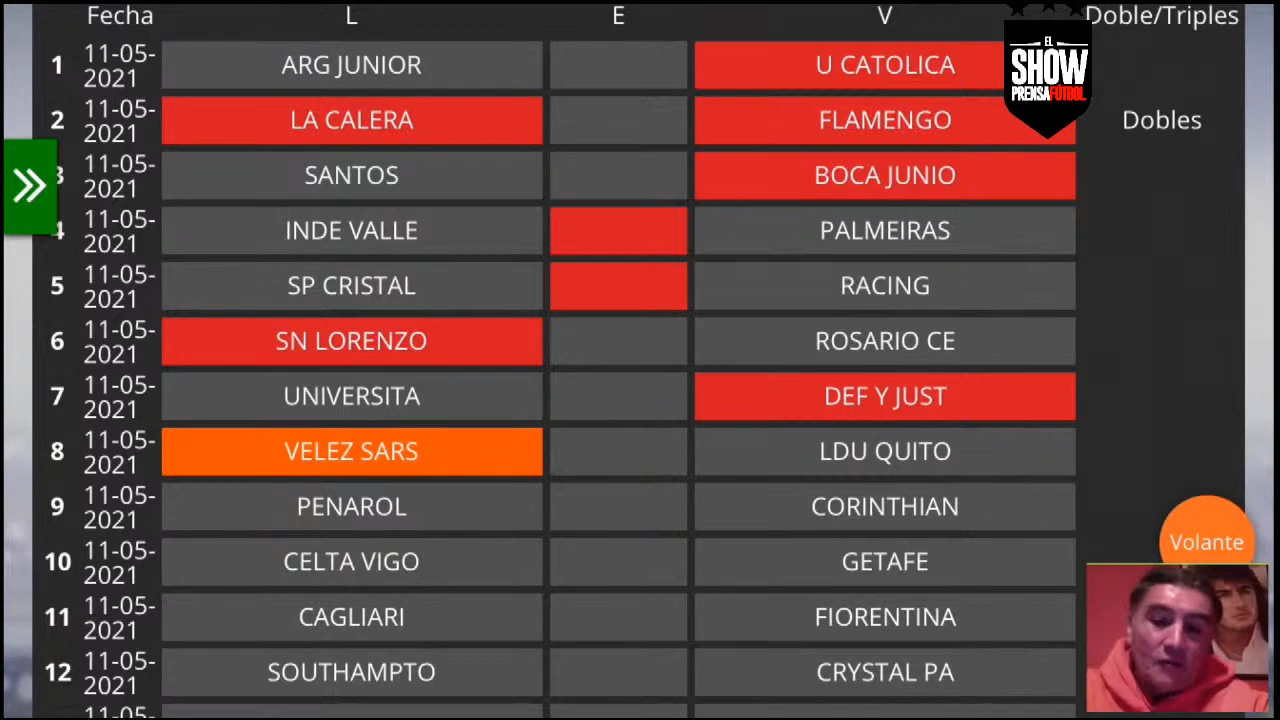 Fecha L E V Doble/Triples
EL SHOW PRENSAFÚTBOL
1 11-05-2021 ARG JUNIOR U CATOLICA
2 11-05-2021 LA CALERA FLAMENGO Dobles
3 11-05-2021 SANTOS BOCA JUNIO
4 11-05-2021 INDE VALLE PALMEIRAS
5 11-05-2021 SP CRISTAL RACING
6 11-05-2021 SN LORENZO ROSARIO CE
7 11-05-2021 UNIVERSITA DEF Y JUST
8 11-05-2021 VELEZ SARS LDU QUITO
9 11-05-2021 PENAROL CORINTHIAN
Volante
10 11-05-2021 CELTA VIGO GETAFE
11 11-05-2021 CAGLIARI FIORENTINA
12 11-05-2021 SOUTHAMPTO CRYSTAL PA
11-05-